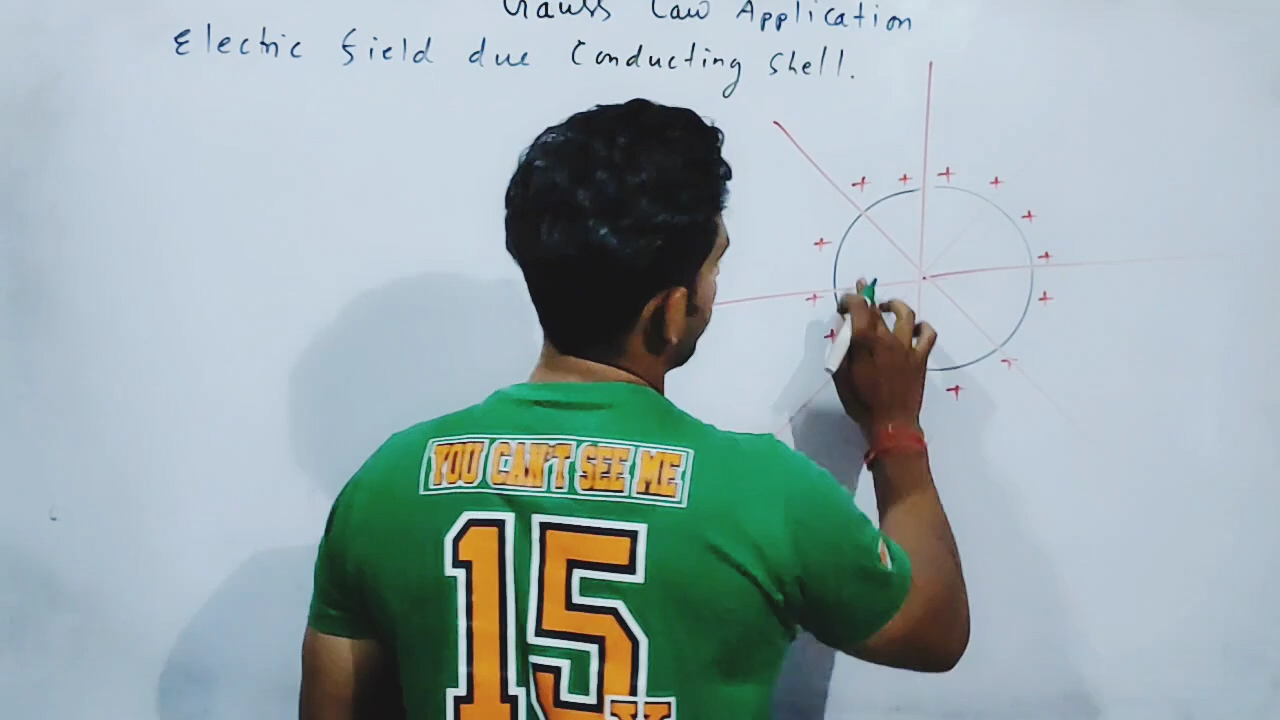 Gauss Law Application
Electric field due Conducting shell.
+ + + +
+ +
+ +
+ +
+ +
+
YOU CAN'T SEE ME
15